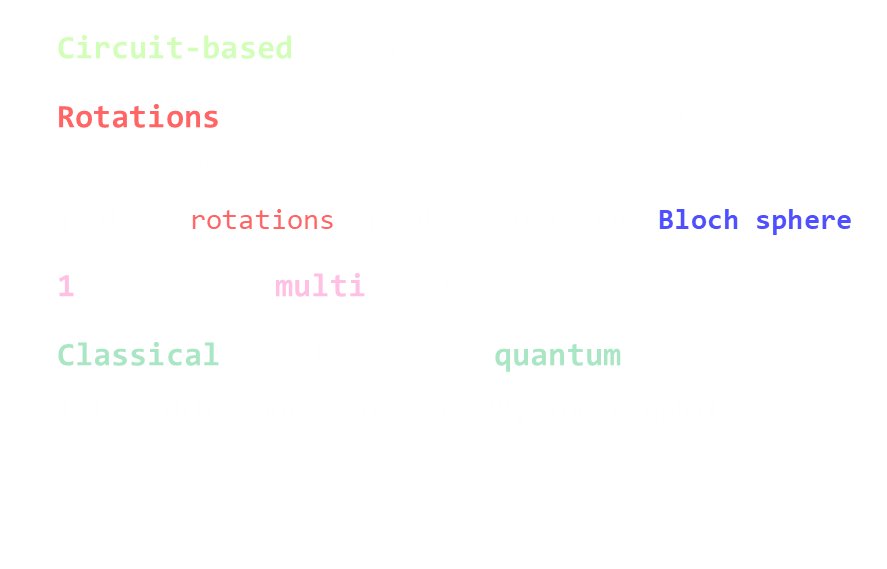 Circuit-based
Rotations
rotations Bloch sphere
1 multi
Classical quantum